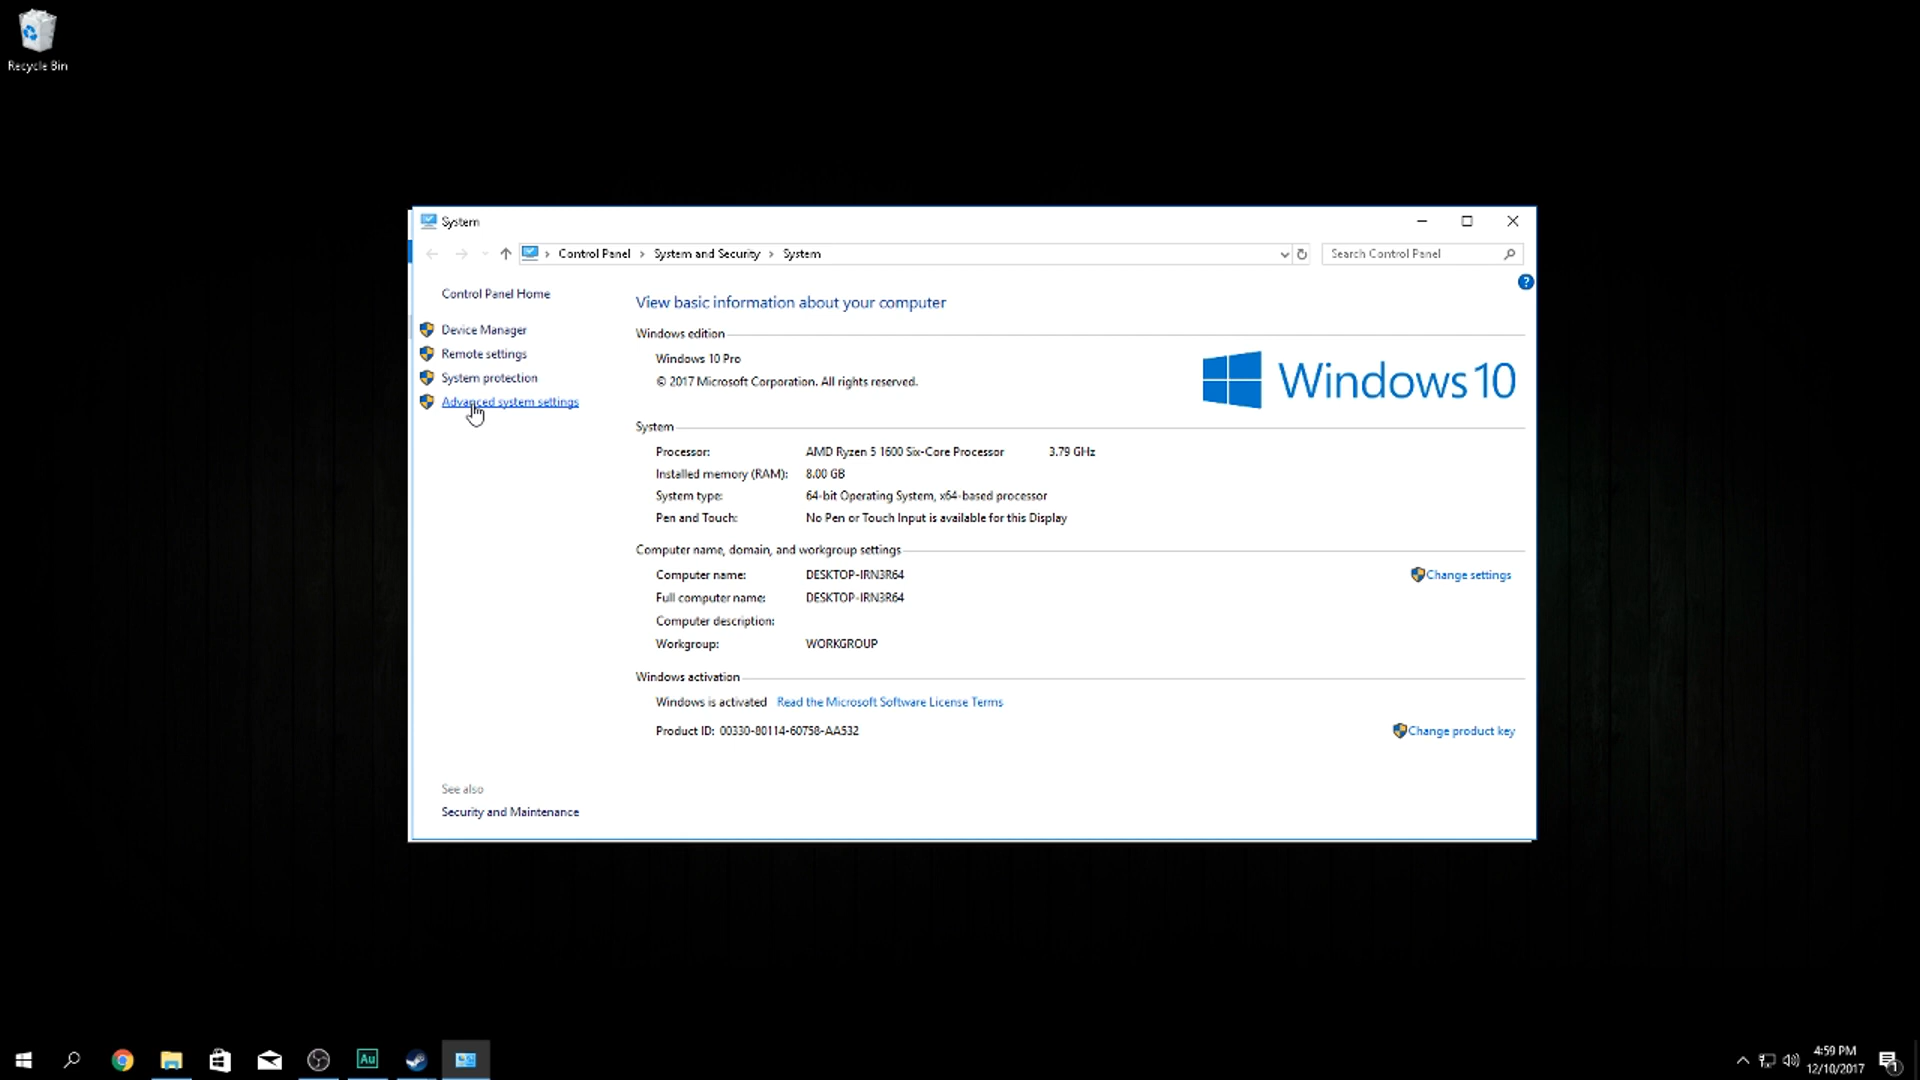 Recycle Bin
System
Control Panel > System and Security > System
Search Control Panel
?
Control Panel Home
Device Manager
Remote settings
System protection
Advanced system settings
View basic information about your computer
Windows edition
Windows 10 Pro
© 2017 Microsoft Corporation. All rights reserved.
Windows 10
System
Processor: AMD Ryzen 5 1600 Six-Core Processor 3.79 GHz
Installed memory (RAM): 8.00 GB
System type: 64-bit Operating System, x64-based processor
Pen and Touch: No Pen or Touch Input is available for this Display
Computer name, domain, and workgroup settings
Computer name: DESKTOP-IRN3R64
Change settings
Full computer name: DESKTOP-IRN3R64
Computer description:
Workgroup: WORKGROUP
Windows activation
Windows is activated Read the Microsoft Software License Terms
Product ID: 00330-80114-60758-AA532
Change product key
See also
Security and Maintenance
Au
4:59 PM
12/10/2017
1